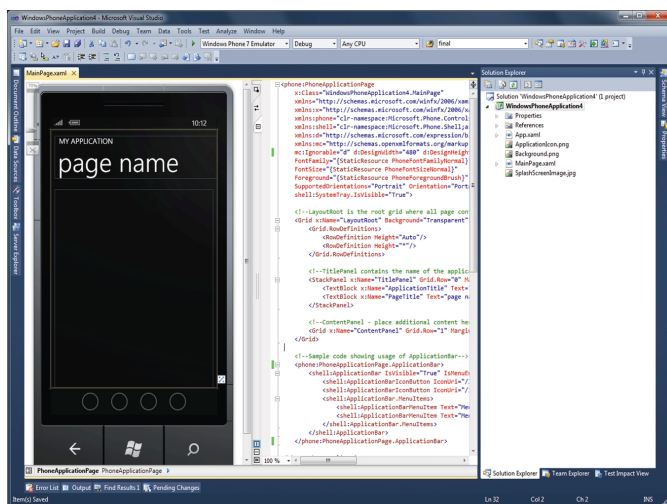 WindowsPhoneApplication4 - Microsoft Visual Studio
File Edit View Project Build Debug Team Data Tools Test Analyze Window Help
Windows Phone 7 Emulator Debug Any CPU final
MainPage.xaml
Document Outline
Data Sources
Toolbox
Server Explorer
10:12
MY APPLICATION
page name
<phone:PhoneApplicationPage
x:Class="WindowsPhoneApplication4.MainPage"
xmlns="http://schemas.microsoft.com/winfx/2006/xam
xmlns:x="http://schemas.microsoft.com/winfx/2006/x
xmlns:phone="clr-namespace:Microsoft.Phone.Control
xmlns:shell="clr-namespace:Microsoft.Phone.Shell;a
xmlns:d="http://schemas.microsoft.com/expression/b
xmlns:mc="http://schemas.openxmlformats.org/markup
mc:Ignorable="d" d:DesignWidth="480" d:DesignHeigh
FontFamily="{StaticResource PhoneFontFamilyNormal}
FontSize="{StaticResource PhoneFontSizeNormal}"
Foreground="{StaticResource PhoneForegroundBrush}"
SupportedOrientations="Portrait" Orientation="Port
shell:SystemTray.IsVisible="True">
<!--LayoutRoot is the root grid where all page con
<Grid x:Name="LayoutRoot" Background="Transparent"
<Grid.RowDefinitions>
<RowDefinition Height="Auto"/>
<RowDefinition Height="*"/>
</Grid.RowDefinitions>
<!--TitlePanel contains the name of the applic
<StackPanel x:Name="TitlePanel" Grid.Row="0" M
<TextBlock x:Name="ApplicationTitle" Text=
<TextBlock x:Name="PageTitle" Text="page n
</StackPanel>
<!--ContentPanel - place additional content he
<Grid x:Name="ContentPanel" Grid.Row="1" Margi
</Grid>
<!--Sample code showing usage of ApplicationBar-->
<phone:PhoneApplicationPage.ApplicationBar>
<shell:ApplicationBar IsVisible="True" IsMenuE
<shell:ApplicationBarIconButton IconUri="/
<shell:ApplicationBarIconButton IconUri="/
<shell:ApplicationBar.MenuItems>
<shell:ApplicationBarMenuItem Text="Me
<shell:ApplicationBarMenuItem Text="Me
</shell:ApplicationBar.MenuItems>
</shell:ApplicationBar>
</phone:PhoneApplicationPage.ApplicationBar>
100 %
PhoneApplicationPage PhoneApplicationPage
Solution Explorer
Solution 'WindowsPhoneApplication4' (1 project)
WindowsPhoneApplication4
Properties
References
App.xaml
ApplicationIcon.png
Background.png
MainPage.xaml
SplashScreenImage.jpg
Schema View
Properties
Solution Explorer Team Explorer Test Impact View
Error List Output Find Results 1 Pending Changes
Item(s) Saved Ln 32 Col 2 Ch 2 INS